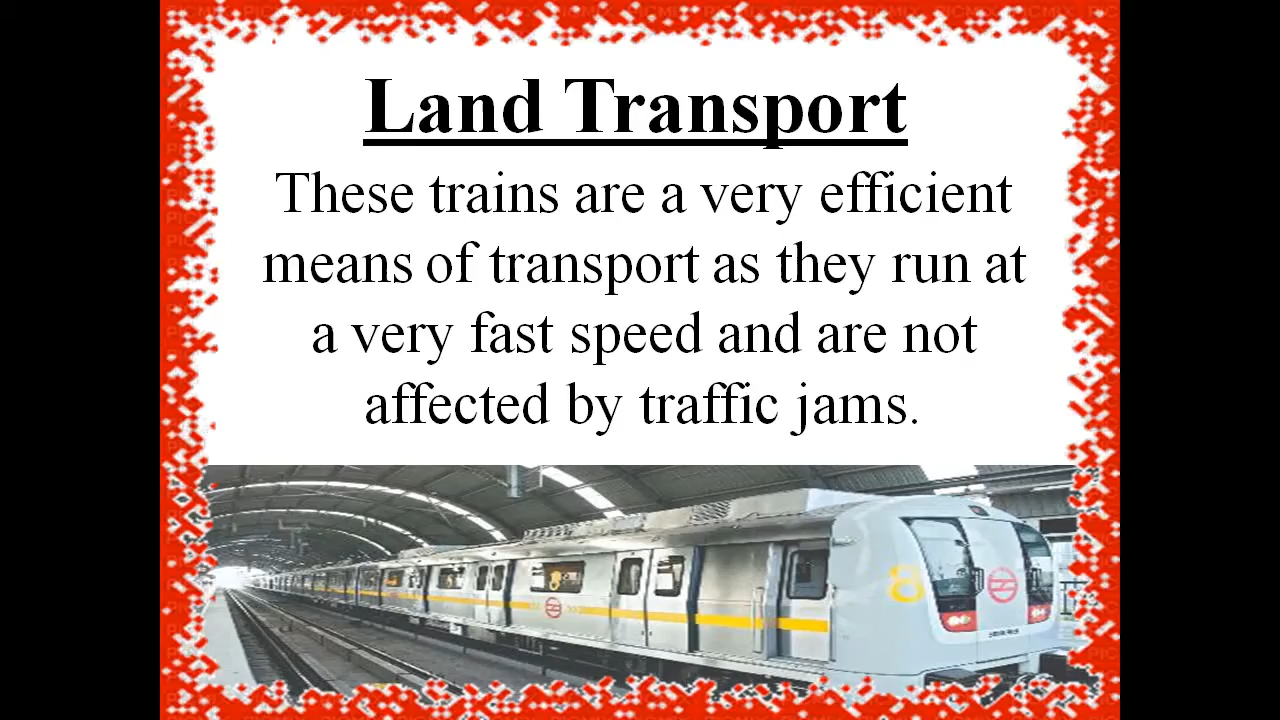 Land Transport
These trains are a very efficient
means of transport as they run at
a very fast speed and are not
affected by traffic jams.
8